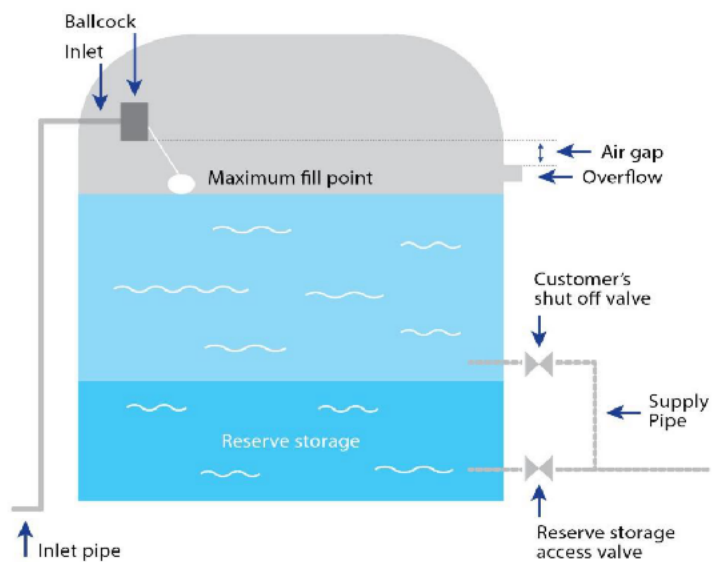 Ballcock
Inlet
Air gap
Maximum fill point
Overflow
Customer's
shut off valve
Supply
Pipe
Reserve storage
Reserve storage
access valve
Inlet pipe